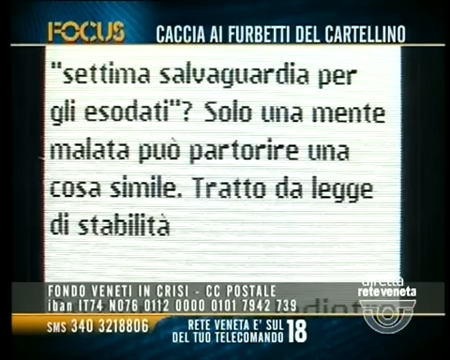 FOCUS CACCIA AI FURBETTI DEL CARTELLINO
"settima salvaguardia per
gli esodati"? Solo una mente
malata può partorire una
cosa simile. Tratto da legge
di stabilità
diretta
reteveneta
FONDO VENETI IN CRISI - CC POSTALE
iban IT74 N076 0112 0000 0101 7942 739
SMS 340 3218806
RETE VENETA E' SUL
DEL TUO TELECOMANDO 18